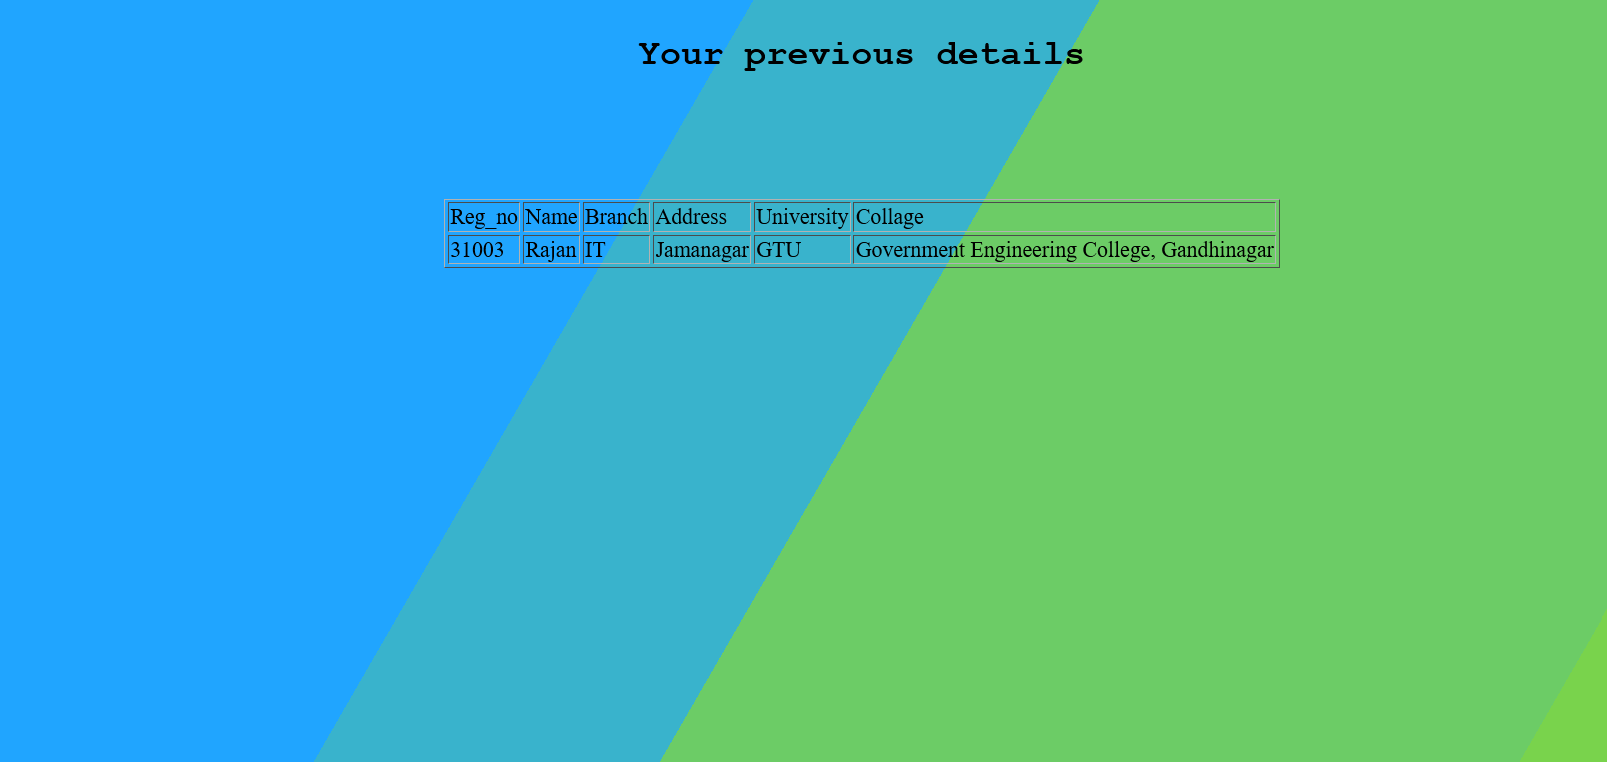 Your previous details
Reg_no Name Branch Address University Collage
31003 Rajan IT Jamanagar GTU Government Engineering College, Gandhinagar